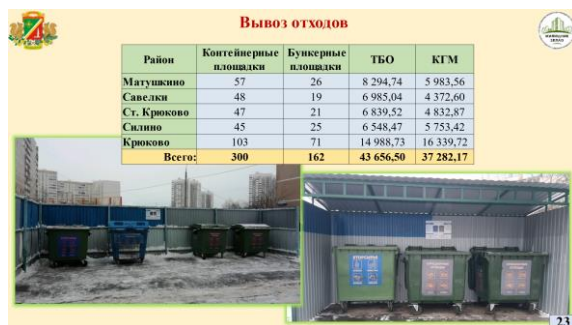 Вывоз отходов
Район Контейнерные площадки Бункерные площадки ТБО КГМ
Матушкино 57 26 8 294,74 5 983,56
Савелки 48 19 6 985,04 4 372,60
Ст. Крюково 47 21 6 839,52 4 832,87
Силино 45 25 6 548,47 5 753,42
Крюково 103 71 14 988,73 16 339,72
Всего: 300 162 43 656,50 37 282,17
23